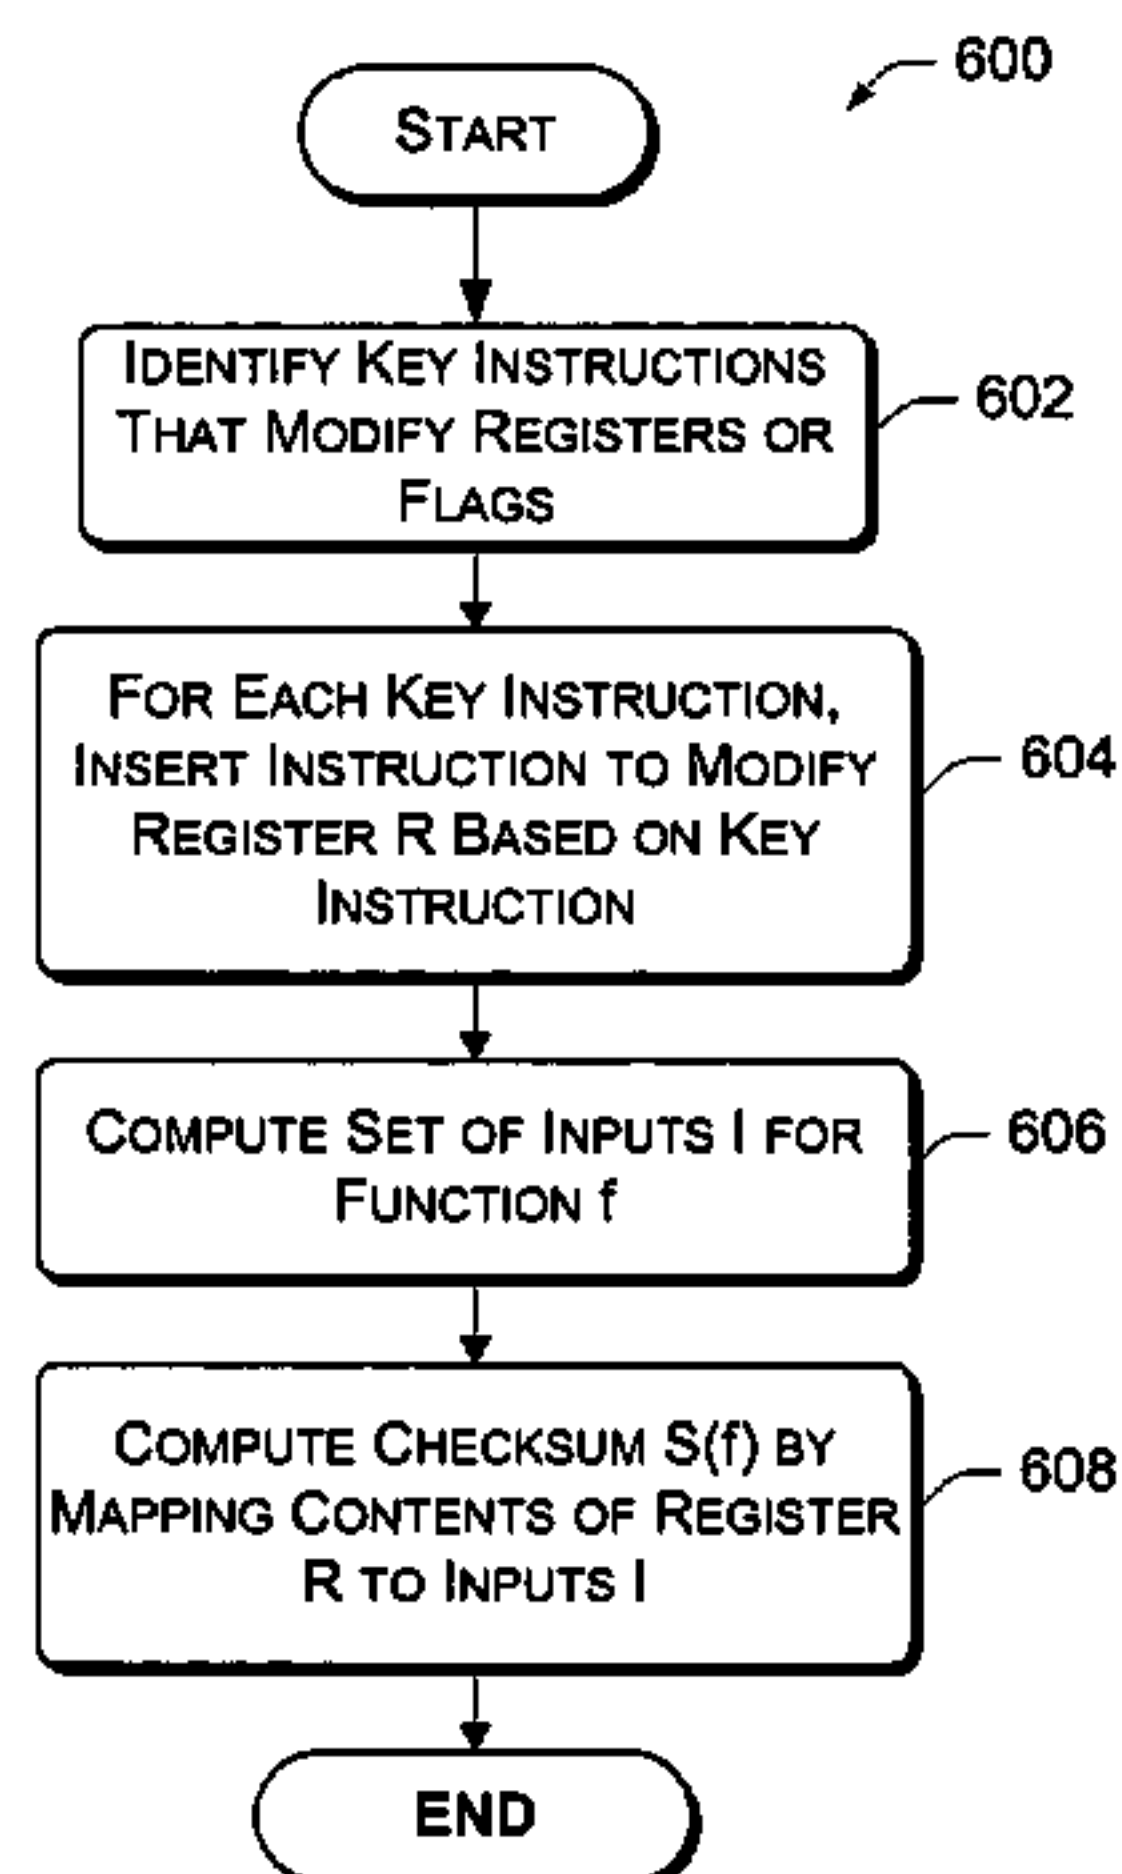 600
START
IDENTIFY KEY INSTRUCTIONS
THAT MODIFY REGISTERS OR
FLAGS
602
FOR EACH KEY INSTRUCTION,
INSERT INSTRUCTION TO MODIFY
REGISTER R BASED ON KEY
INSTRUCTION
604
COMPUTE SET OF INPUTS I FOR
FUNCTION f
606
COMPUTE CHECKSUM S(f) BY
MAPPING CONTENTS OF REGISTER
R TO INPUTS I
608
END